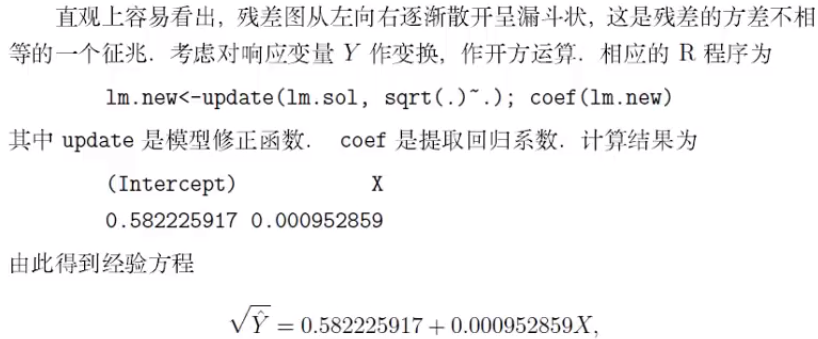 直观上容易看出，残差图从左向右逐渐散开呈漏斗状，这是残差的方差不相
等的一个征兆．考虑对响应变量 Y 作变换，作开方运算．相应的 R 程序为
lm.new<-update(lm.sol, sqrt(.)~.); coef(lm.new)
其中 update 是模型修正函数． coef 是提取回归系数．计算结果为
(Intercept) X
0.582225917 0.000952859
由此得到经验方程
√Ŷ = 0.582225917 + 0.000952859X,